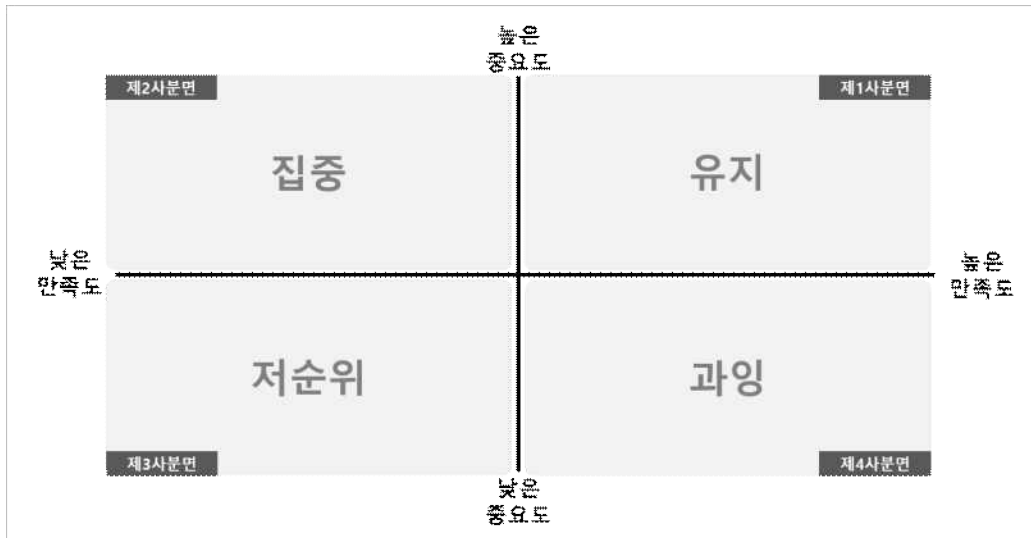 높은
중요도
제2사분면
제1사분면
집중
유지
낮은
만족도
높은
만족도
저순위
과잉
제3사분면
제4사분면
낮은
중요도